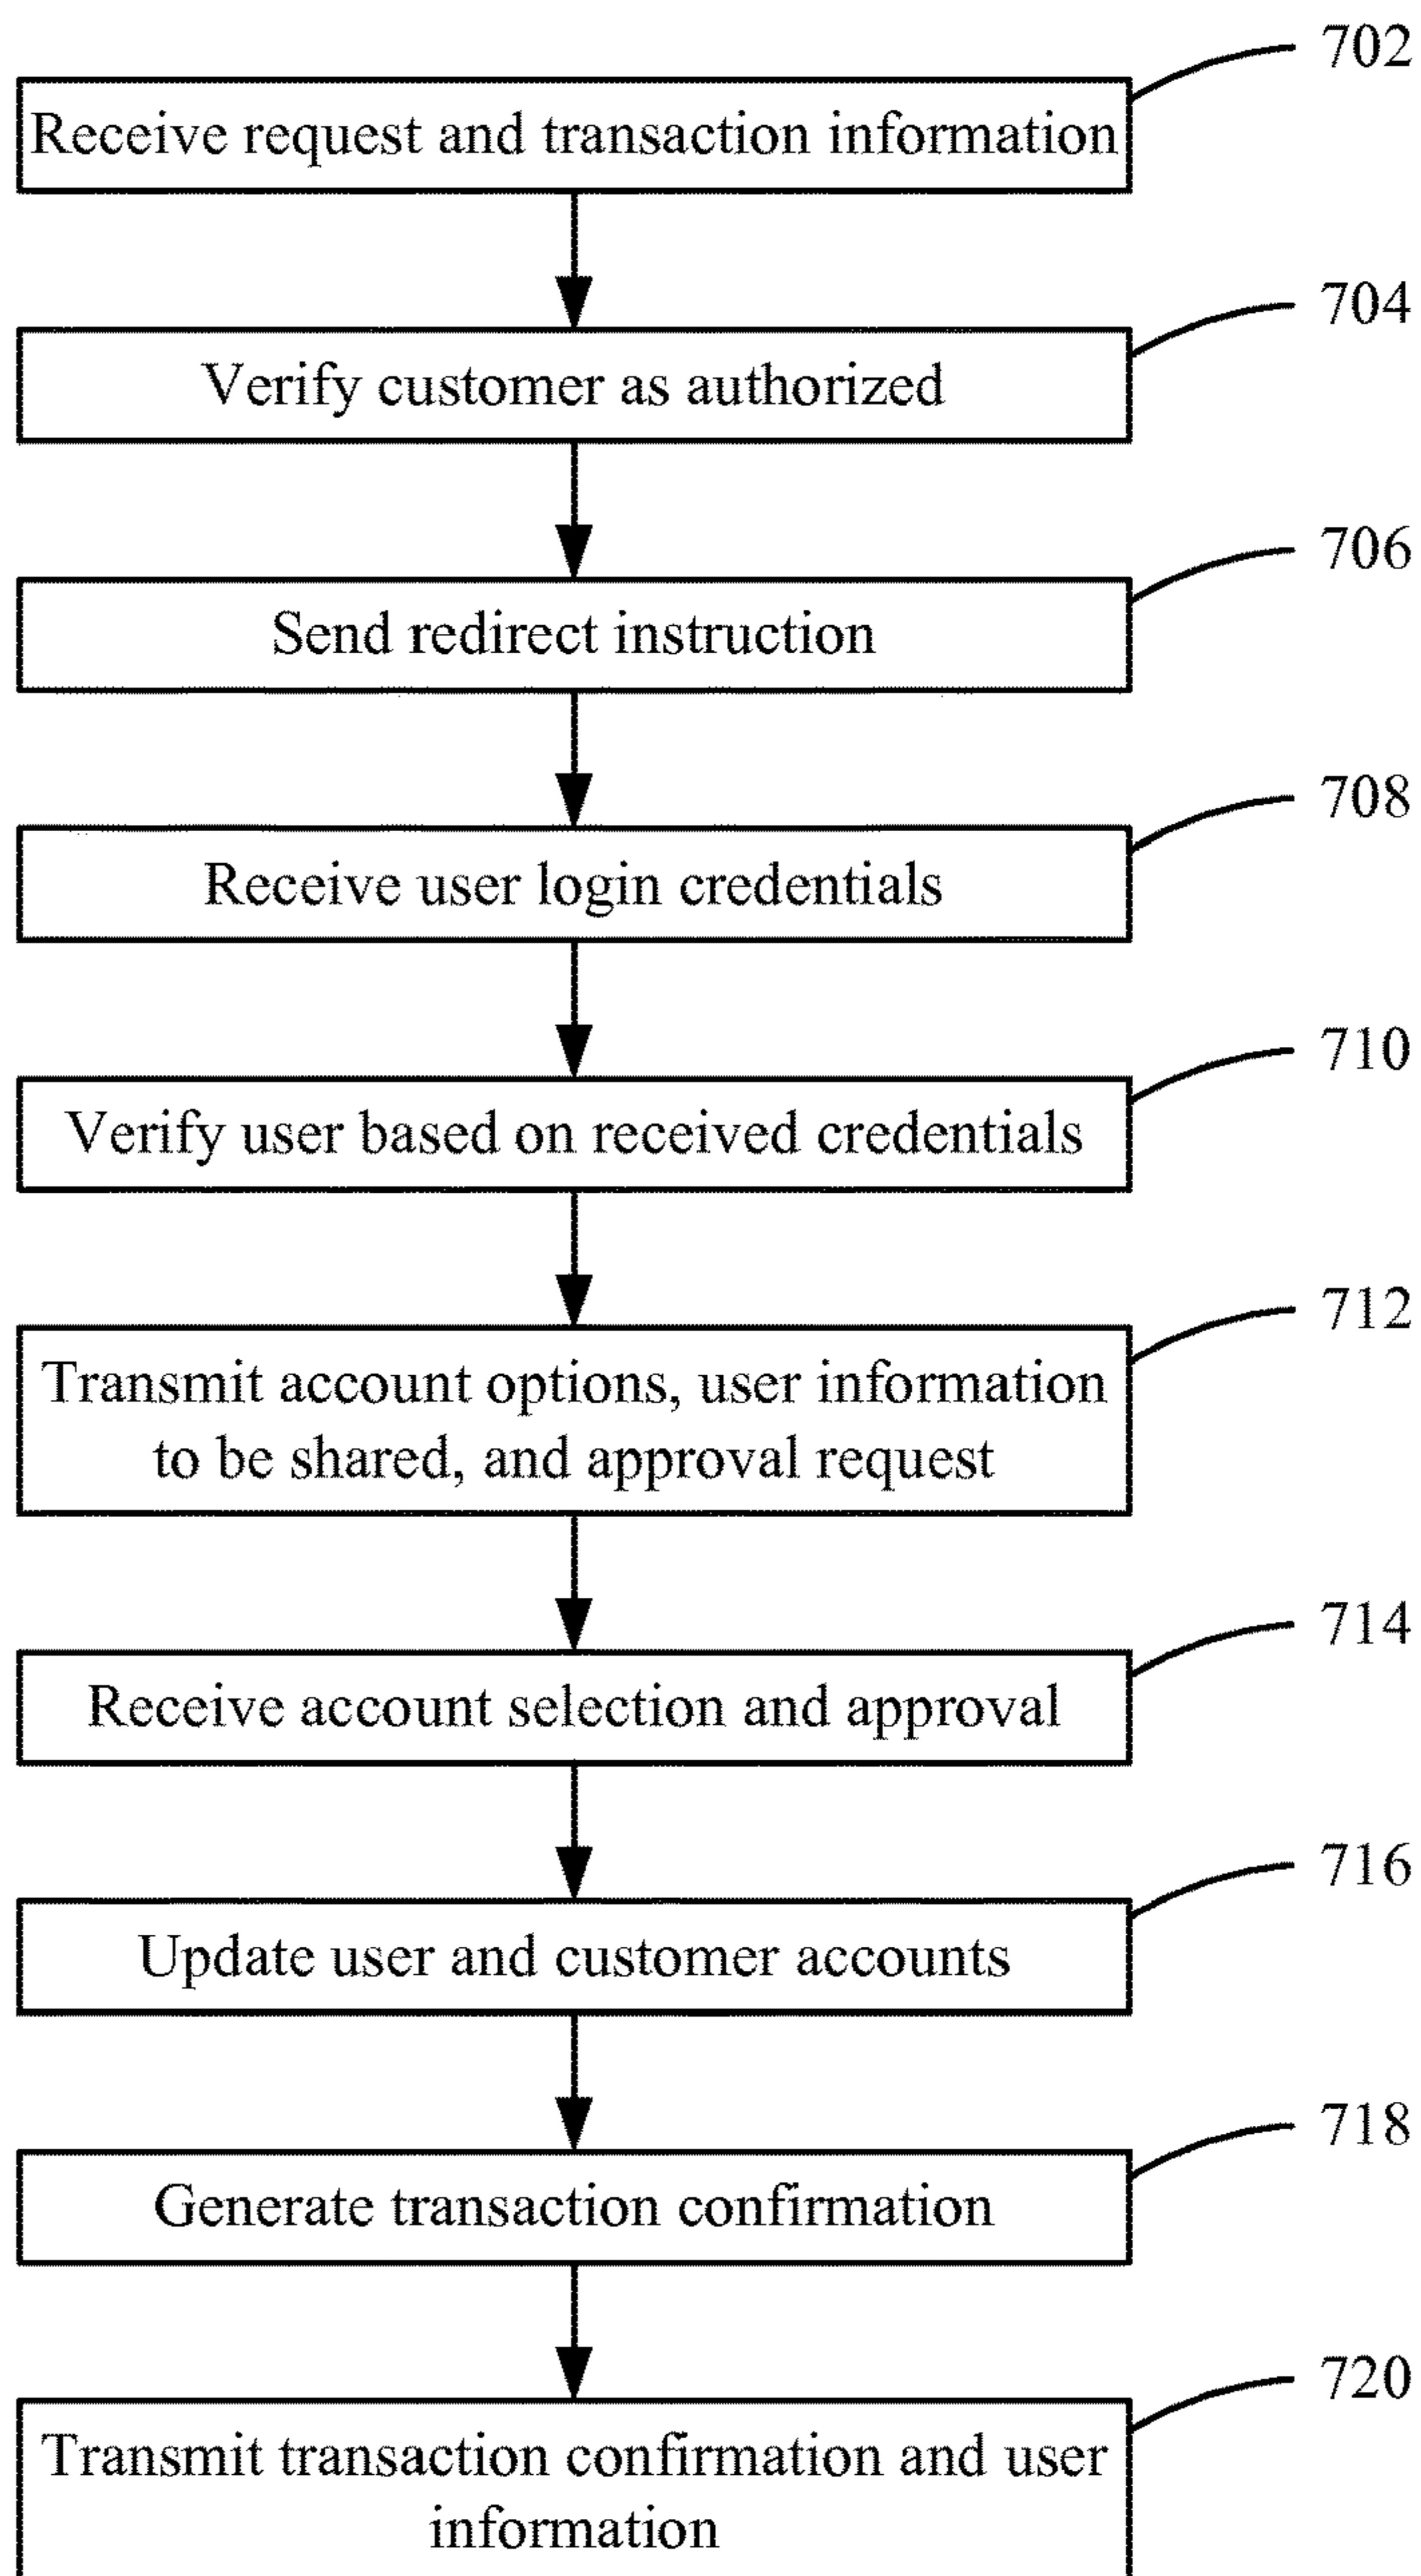 702
Receive request and transaction information
704
Verify customer as authorized
706
Send redirect instruction
708
Receive user login credentials
710
Verify user based on received credentials
712
Transmit account options, user information
to be shared, and approval request
714
Receive account selection and approval
716
Update user and customer accounts
718
Generate transaction confirmation
720
Transmit transaction confirmation and user
information